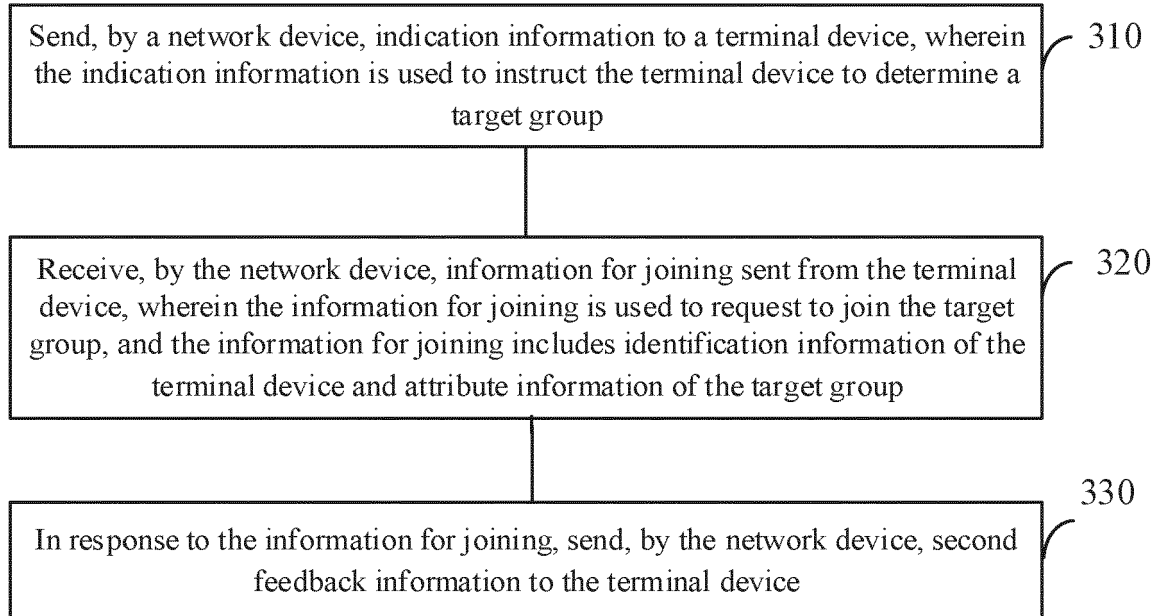 Send, by a network device, indication information to a terminal device, wherein
the indication information is used to instruct the terminal device to determine a
target group
310
Receive, by the network device, information for joining sent from the terminal
device, wherein the information for joining is used to request to join the target
group, and the information for joining includes identification information of the
terminal device and attribute information of the target group
320
In response to the information for joining, send, by the network device, second
feedback information to the terminal device
330